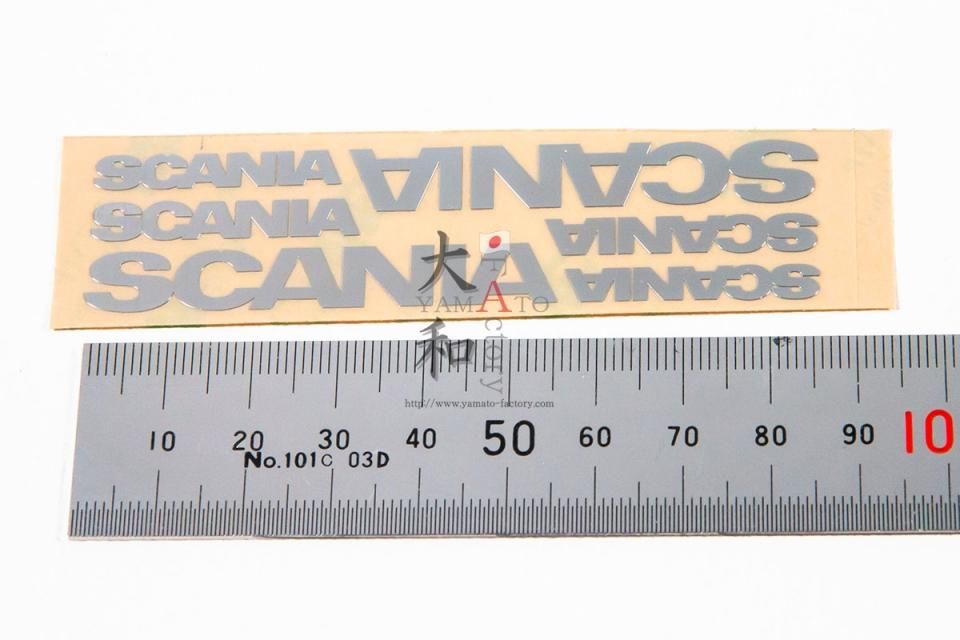 SCANIA
SCANIA
SCANIA
SCANIA
SCANIA
SCANIA
大和
YAMATO
FActory
http://www.yamato-factory.com
10 20 30 40 50 60 70 80 90 10
No.101C 03D